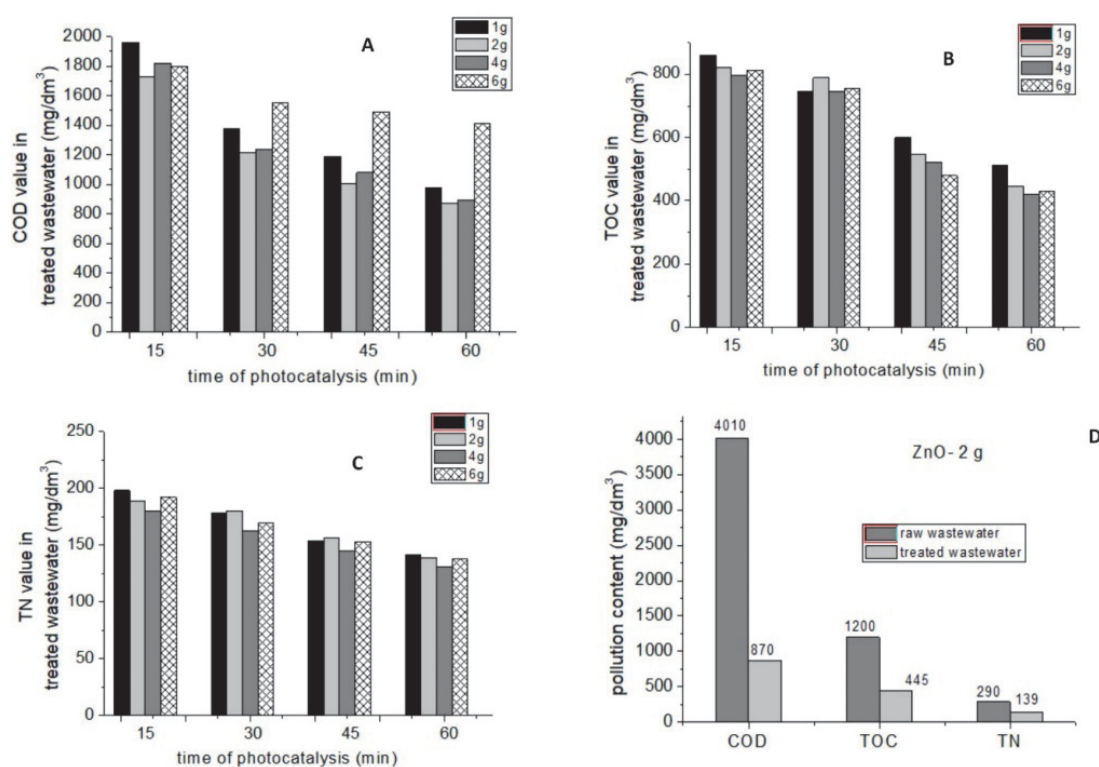 A
1g
2g
4g
6g
2000
1800
1600
1400
1200
1000
800
600
400
200
0
COD value in
treated wastewater (mg/dm³)
15 30 45 60
time of photocatalysis (min)
B
1g
2g
4g
6g
800
600
400
200
0
TOC value in
treated wastewater (mg/dm³)
15 30 45 60
time of photocatalysis (min)
C
1g
2g
4g
6g
250
200
150
100
50
0
TN value in
treated wastewater (mg/dm³)
15 30 45 60
time of photocatalysis (min)
D
ZnO- 2 g
raw wastewater
treated wastewater
4000
3500
3000
2500
2000
1500
1000
500
0
pollution content (mg/dm³)
4010
870
1200
445
290
139
COD TOC TN